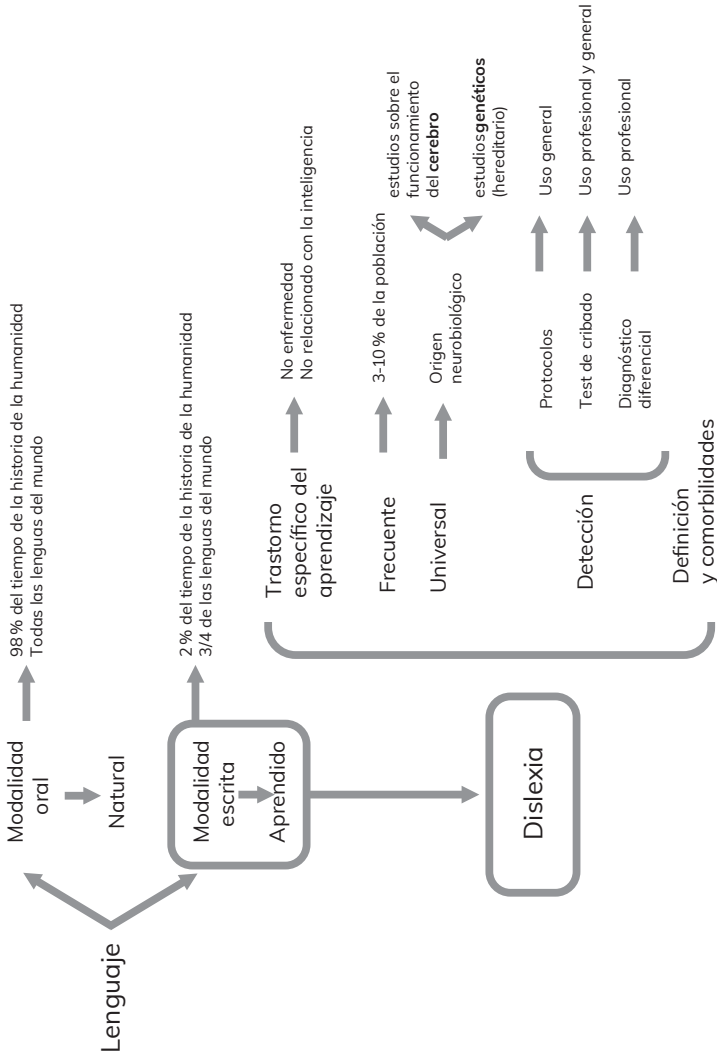 Lenguaje
Modalidad
oral
98 % del tiempo de la historia de la humanidad
Todas las lenguas del mundo
Natural
Modalidad
escrita
2 % del tiempo de la historia de la humanidad
3/4 de las lenguas del mundo
Aprendido
Dislexia
Trastorno
específico del
aprendizaje
No enfermedad
No relacionado con la inteligencia
Frecuente
3-10 % de la población
Universal
Origen
neurobiológico
estudios sobre el
funcionamiento
del cerebro
estudiosgenéticos
(hereditario)
Detección
Protocolos
Uso general
Test de cribado
Uso profesional y general
Diagnóstico
diferencial
Uso profesional
Definición
y comorbilidades